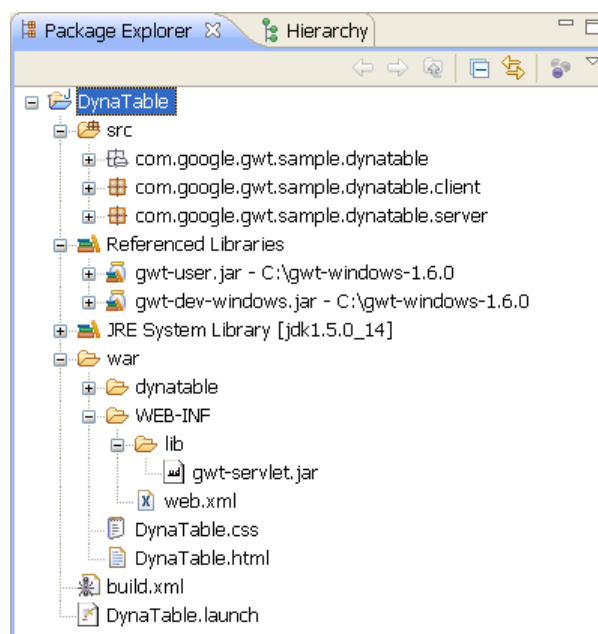 Package Explorer Hierarchy
DynaTable
src
com.google.gwt.sample.dynatable
com.google.gwt.sample.dynatable.client
com.google.gwt.sample.dynatable.server
Referenced Libraries
gwt-user.jar - C:\gwt-windows-1.6.0
gwt-dev-windows.jar - C:\gwt-windows-1.6.0
JRE System Library [jdk1.5.0_14]
war
dynatable
WEB-INF
lib
gwt-servlet.jar
web.xml
DynaTable.css
DynaTable.html
build.xml
DynaTable.launch